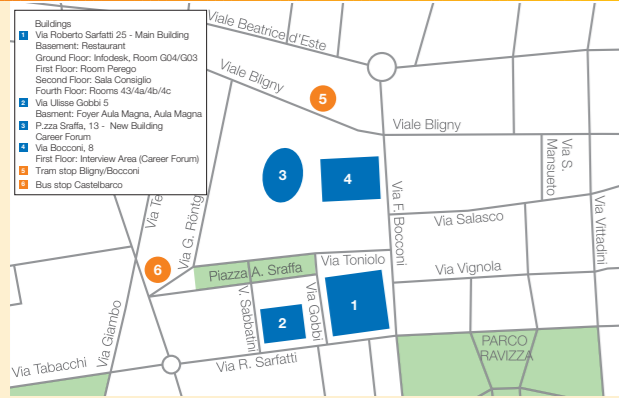 Buildings
1 Via Roberto Sarfatti 25 - Main Building
Basement: Restaurant
Ground Floor: Infodesk, Room G04/G03
First Floor: Room Perego
Second Floor: Sala Consiglio
Fourth Floor: Rooms 43/4a/4b/4c
2 Via Ulisse Gobbi 5
Basment: Foyer Aula Magna, Aula Magna
3 P.zza Sraffa, 13 - New Building
Career Forum
4 Via Bocconi, 8
First Floor: Interview Area (Career Forum)
5 Tram stop Bligny/Bocconi
6 Bus stop Castelbarco
Viale Beatrice d'Este
Viale Bligny
5
Viale Bligny
3
4
Via S.
Mansueto
Via Te
Via G. Röntg
Via F. Bocconi
Via Salasco
Via Vittadini
6
Piazza A. Sraffa
Via Toniolo
Via Vignola
Via Giambo
V. Sabbatini
2
Via Gobbi
1
PARCO
RAVIZZA
Via Tabacchi
Via R. Sarfatti